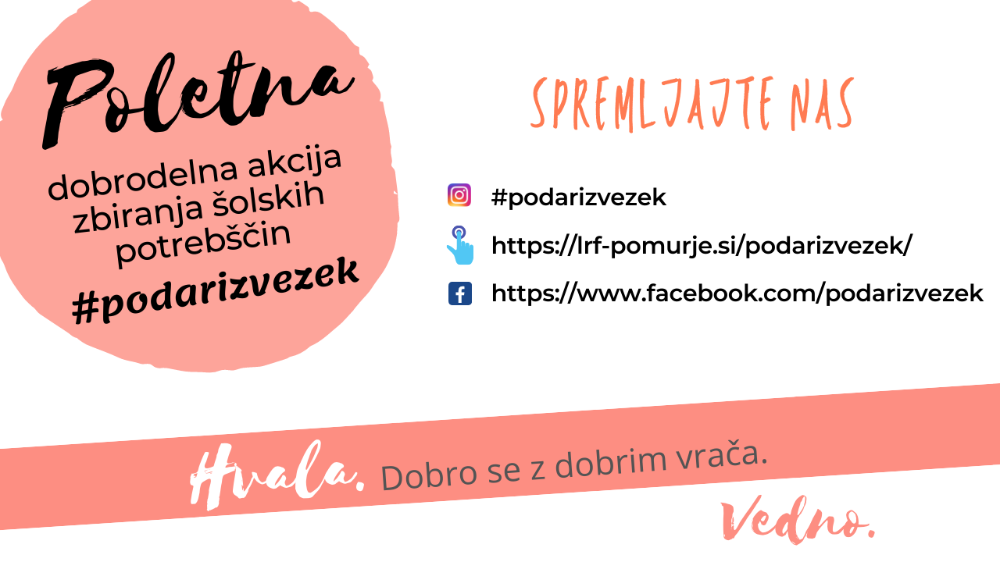 Poletna
dobrodelna akcija
zbiranja šolskih
potrebščin
#podarizvezek
SPREMLJAJTE NAS
#podarizvezek
https://lrf-pomurje.si/podarizvezek/
https://www.facebook.com/podarizvezek
Hvala. Dobro se z dobrim vrača.
Vedno.